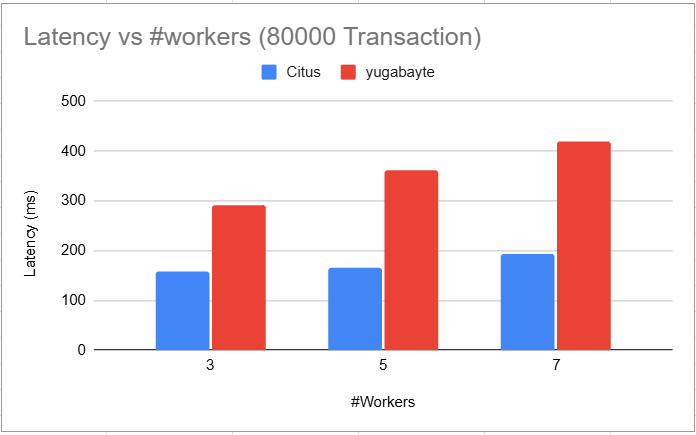 Latency vs #workers (80000 Transaction)
Citus yugabayte
500
400
300
200
100
0
Latency (ms)
3 5 7
#Workers